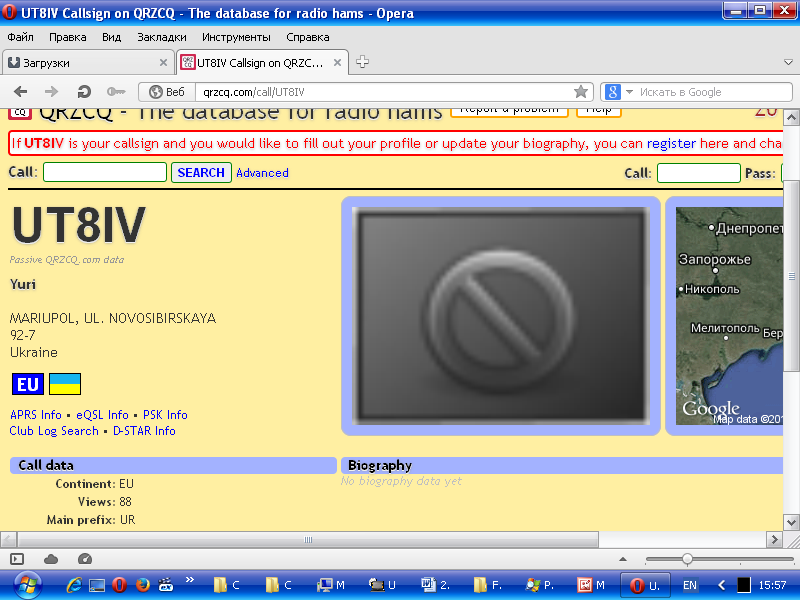 UT8IV Callsign on QRZCQ - The database for radio hams - Opera
Файл Правка Вид Закладки Инструменты Справка
Загрузки
QRZ CQ UT8IV Callsign on QRZC...
Веб qrzcq.com/call/UT8IV
Искать в Google
CQ QRZCQ - The database for radio hams Report a problem Help 20
If UT8IV is your callsign and you would like to fill out your profile or update your biography, you can register here and cha
Call: SEARCH Advanced Call: Pass:
UT8IV
Passive QRZCQ.com data
Yuri
MARIUPOL, UL. NOVOSIBIRSKAYA
92-7
Ukraine
EU
APRS Info • eQSL Info • PSK Info
Club Log Search • D-STAR Info
Днепропет
Запорожье
Никополь
Мелитополь Бер
Google
Map data ©201
Call data
Continent: EU
Views: 88
Main prefix: UR
Biography
No biography data yet
» C C M U 2. F. P. M U. EN 15:57